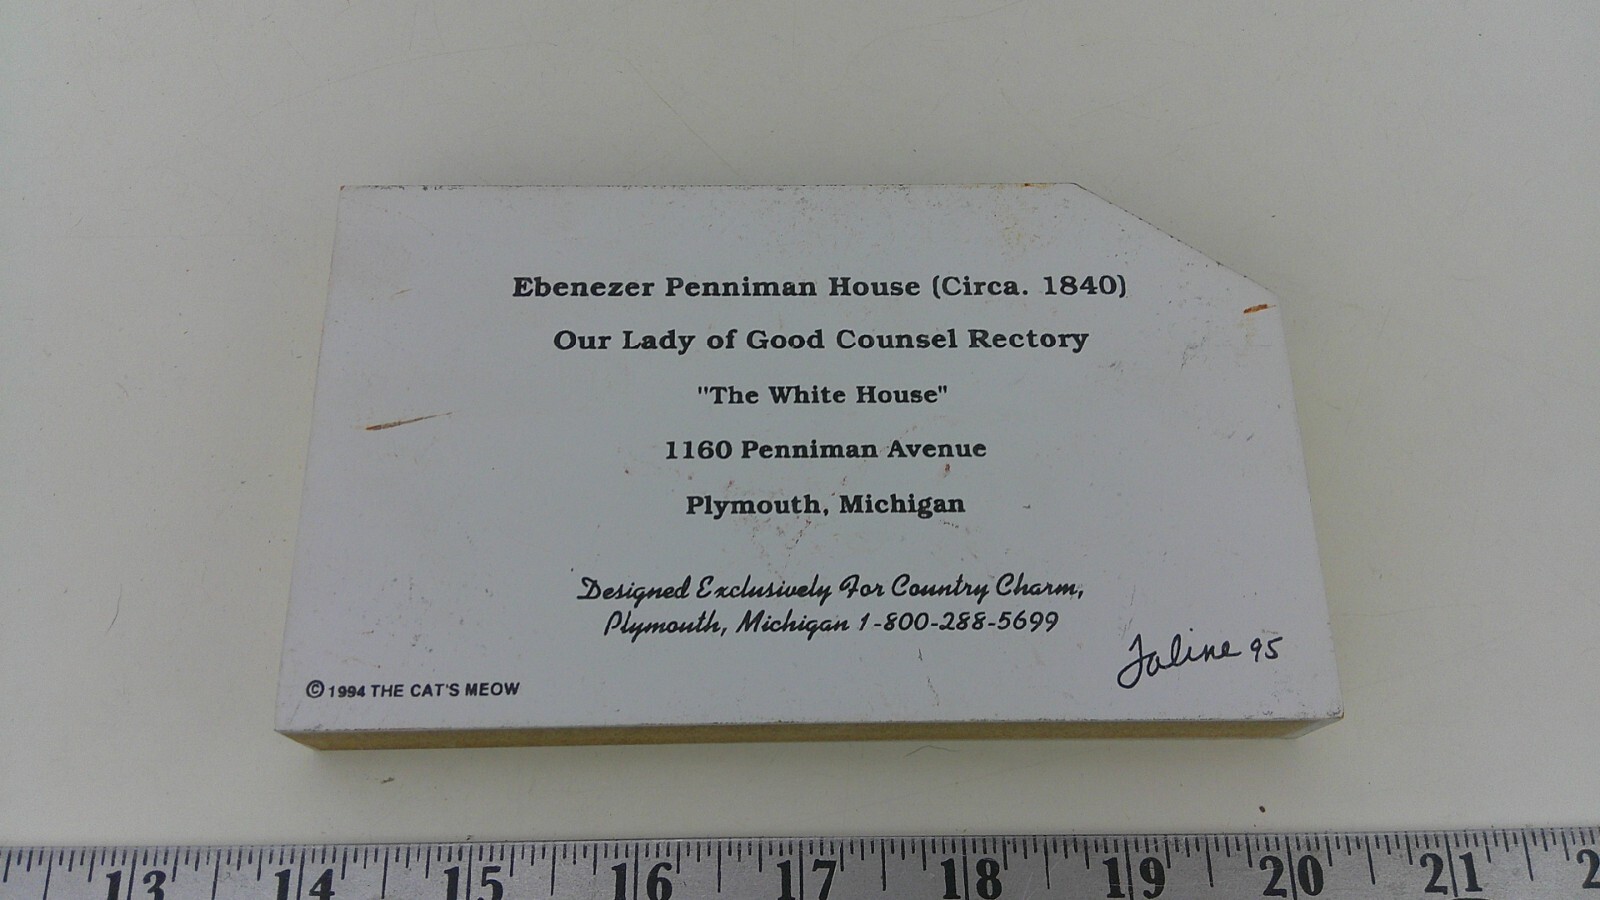 Ebenezer Penniman House (Circa. 1840)
Our Lady of Good Counsel Rectory
"The White House"
1160 Penniman Avenue
Plymouth, Michigan
Designed Exclusively For Country Charm,
Plymouth, Michigan 1-800-288-5699
Faline 95
© 1994 THE CAT'S MEOW
13 14 15 16 17 18 19 20 21 2